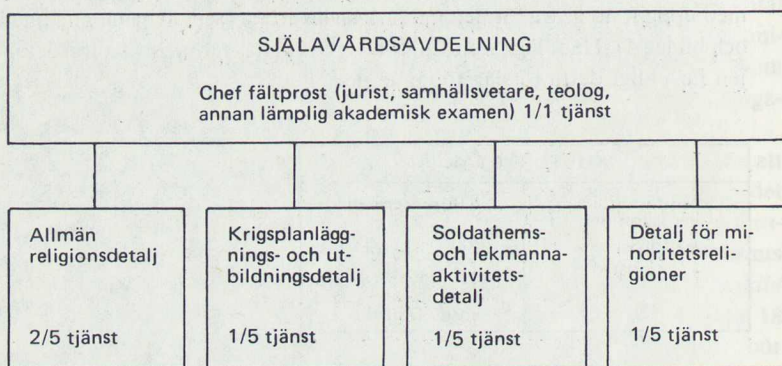 SJÄLAVÅRDSAVDELNING
Chef fältprost (jurist, samhällsvetare, teolog,
annan lämplig akademisk examen) 1/1 tjänst
Allmän
religionsdetalj
2/5 tjänst
Krigsplanlägg-
nings- och ut-
bildningsdetalj
1/5 tjänst
Soldathems-
och lekmanna-
aktivitets-
detalj
1/5 tjänst
Detalj för mi-
noritetsreli-
gioner
1/5 tjänst